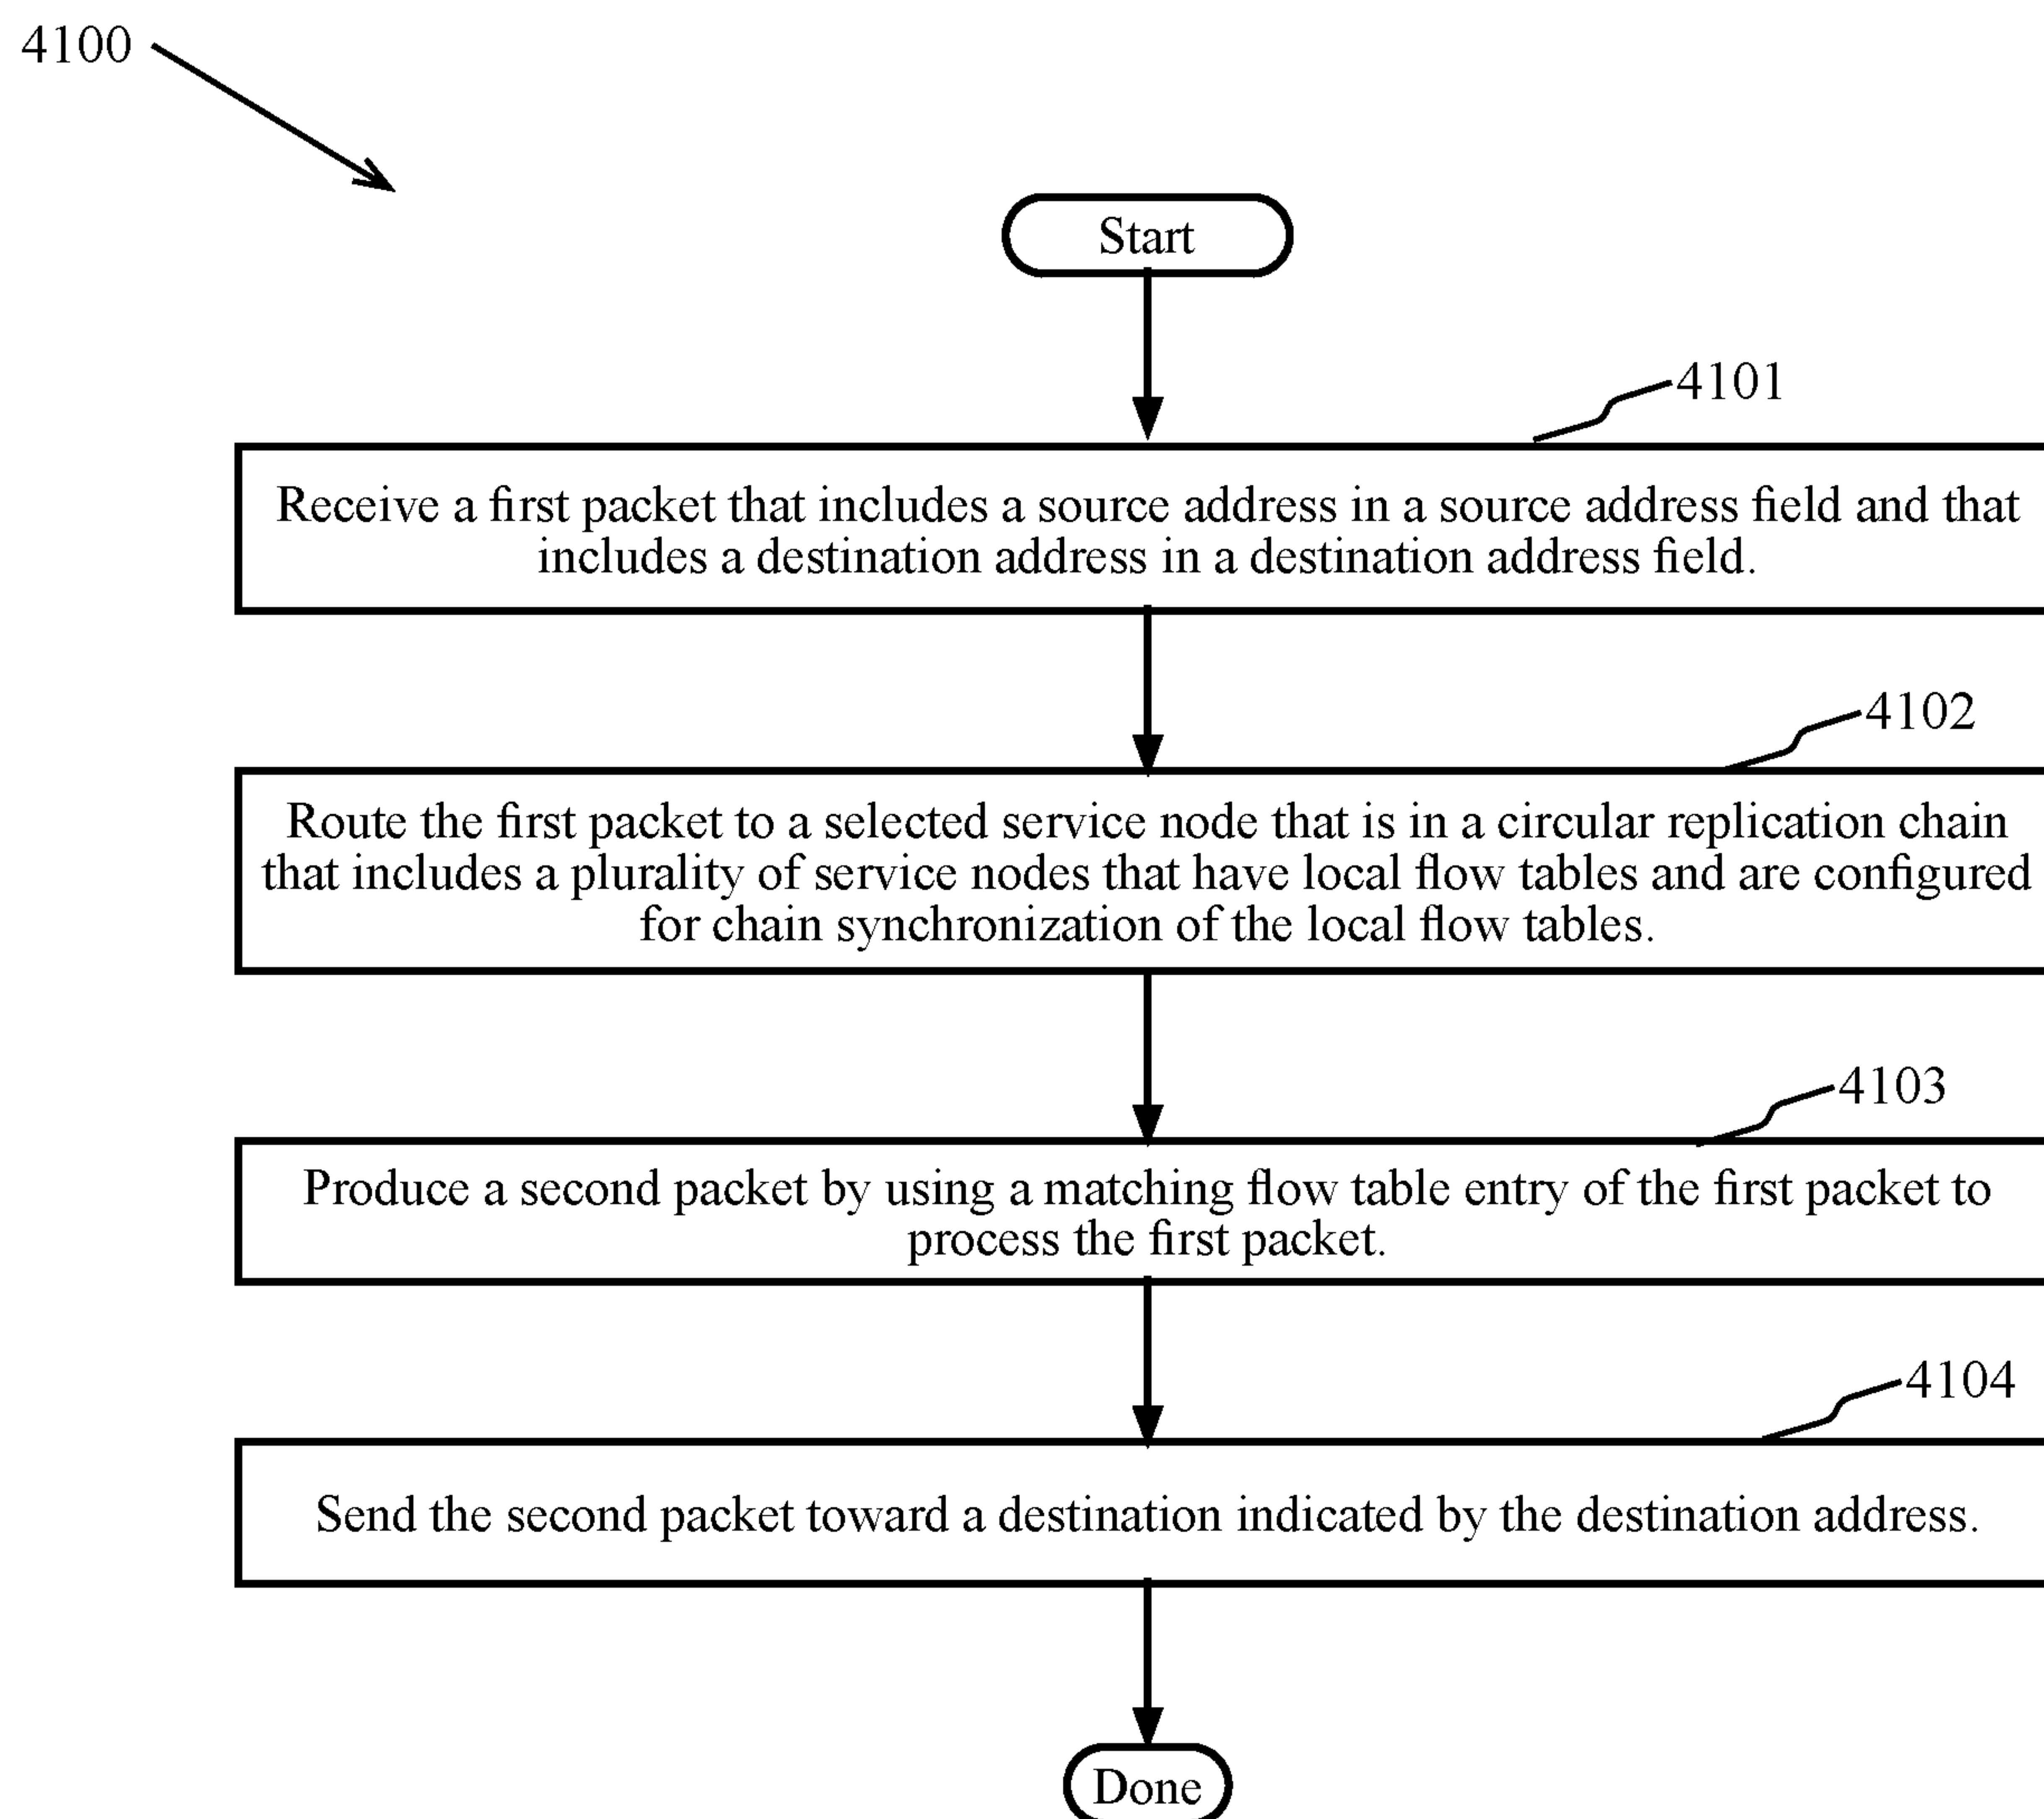 4100
Start
4101
Receive a first packet that includes a source address in a source address field and that
includes a destination address in a destination address field.
4102
Route the first packet to a selected service node that is in a circular replication chain
that includes a plurality of service nodes that have local flow tables and are configured
for chain synchronization of the local flow tables.
4103
Produce a second packet by using a matching flow table entry of the first packet to
process the first packet.
4104
Send the second packet toward a destination indicated by the destination address.
Done